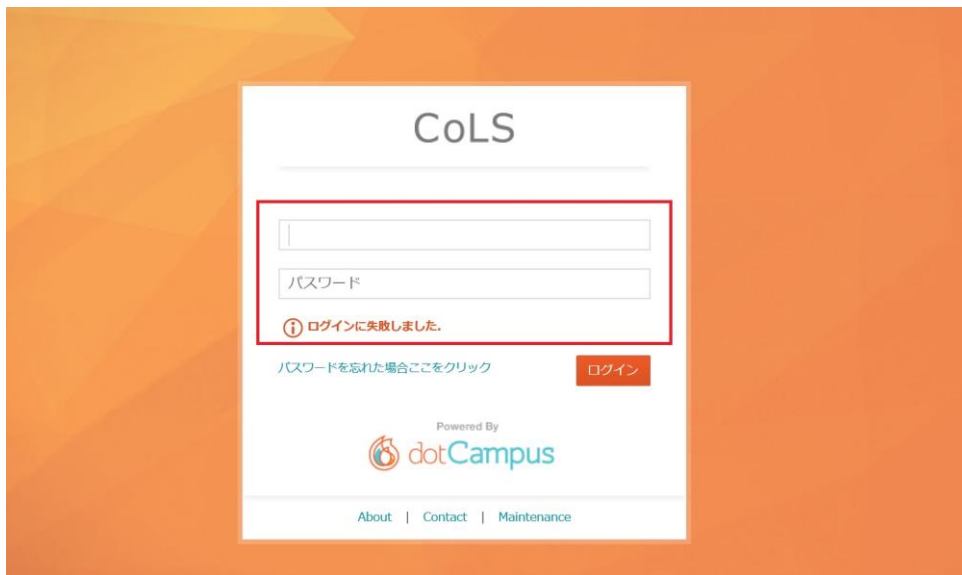 CoLS
パスワード
ログインに失敗しました.
パスワードを忘れた場合ここをクリック
ログイン
Powered By
dotCampus
About | Contact | Maintenance